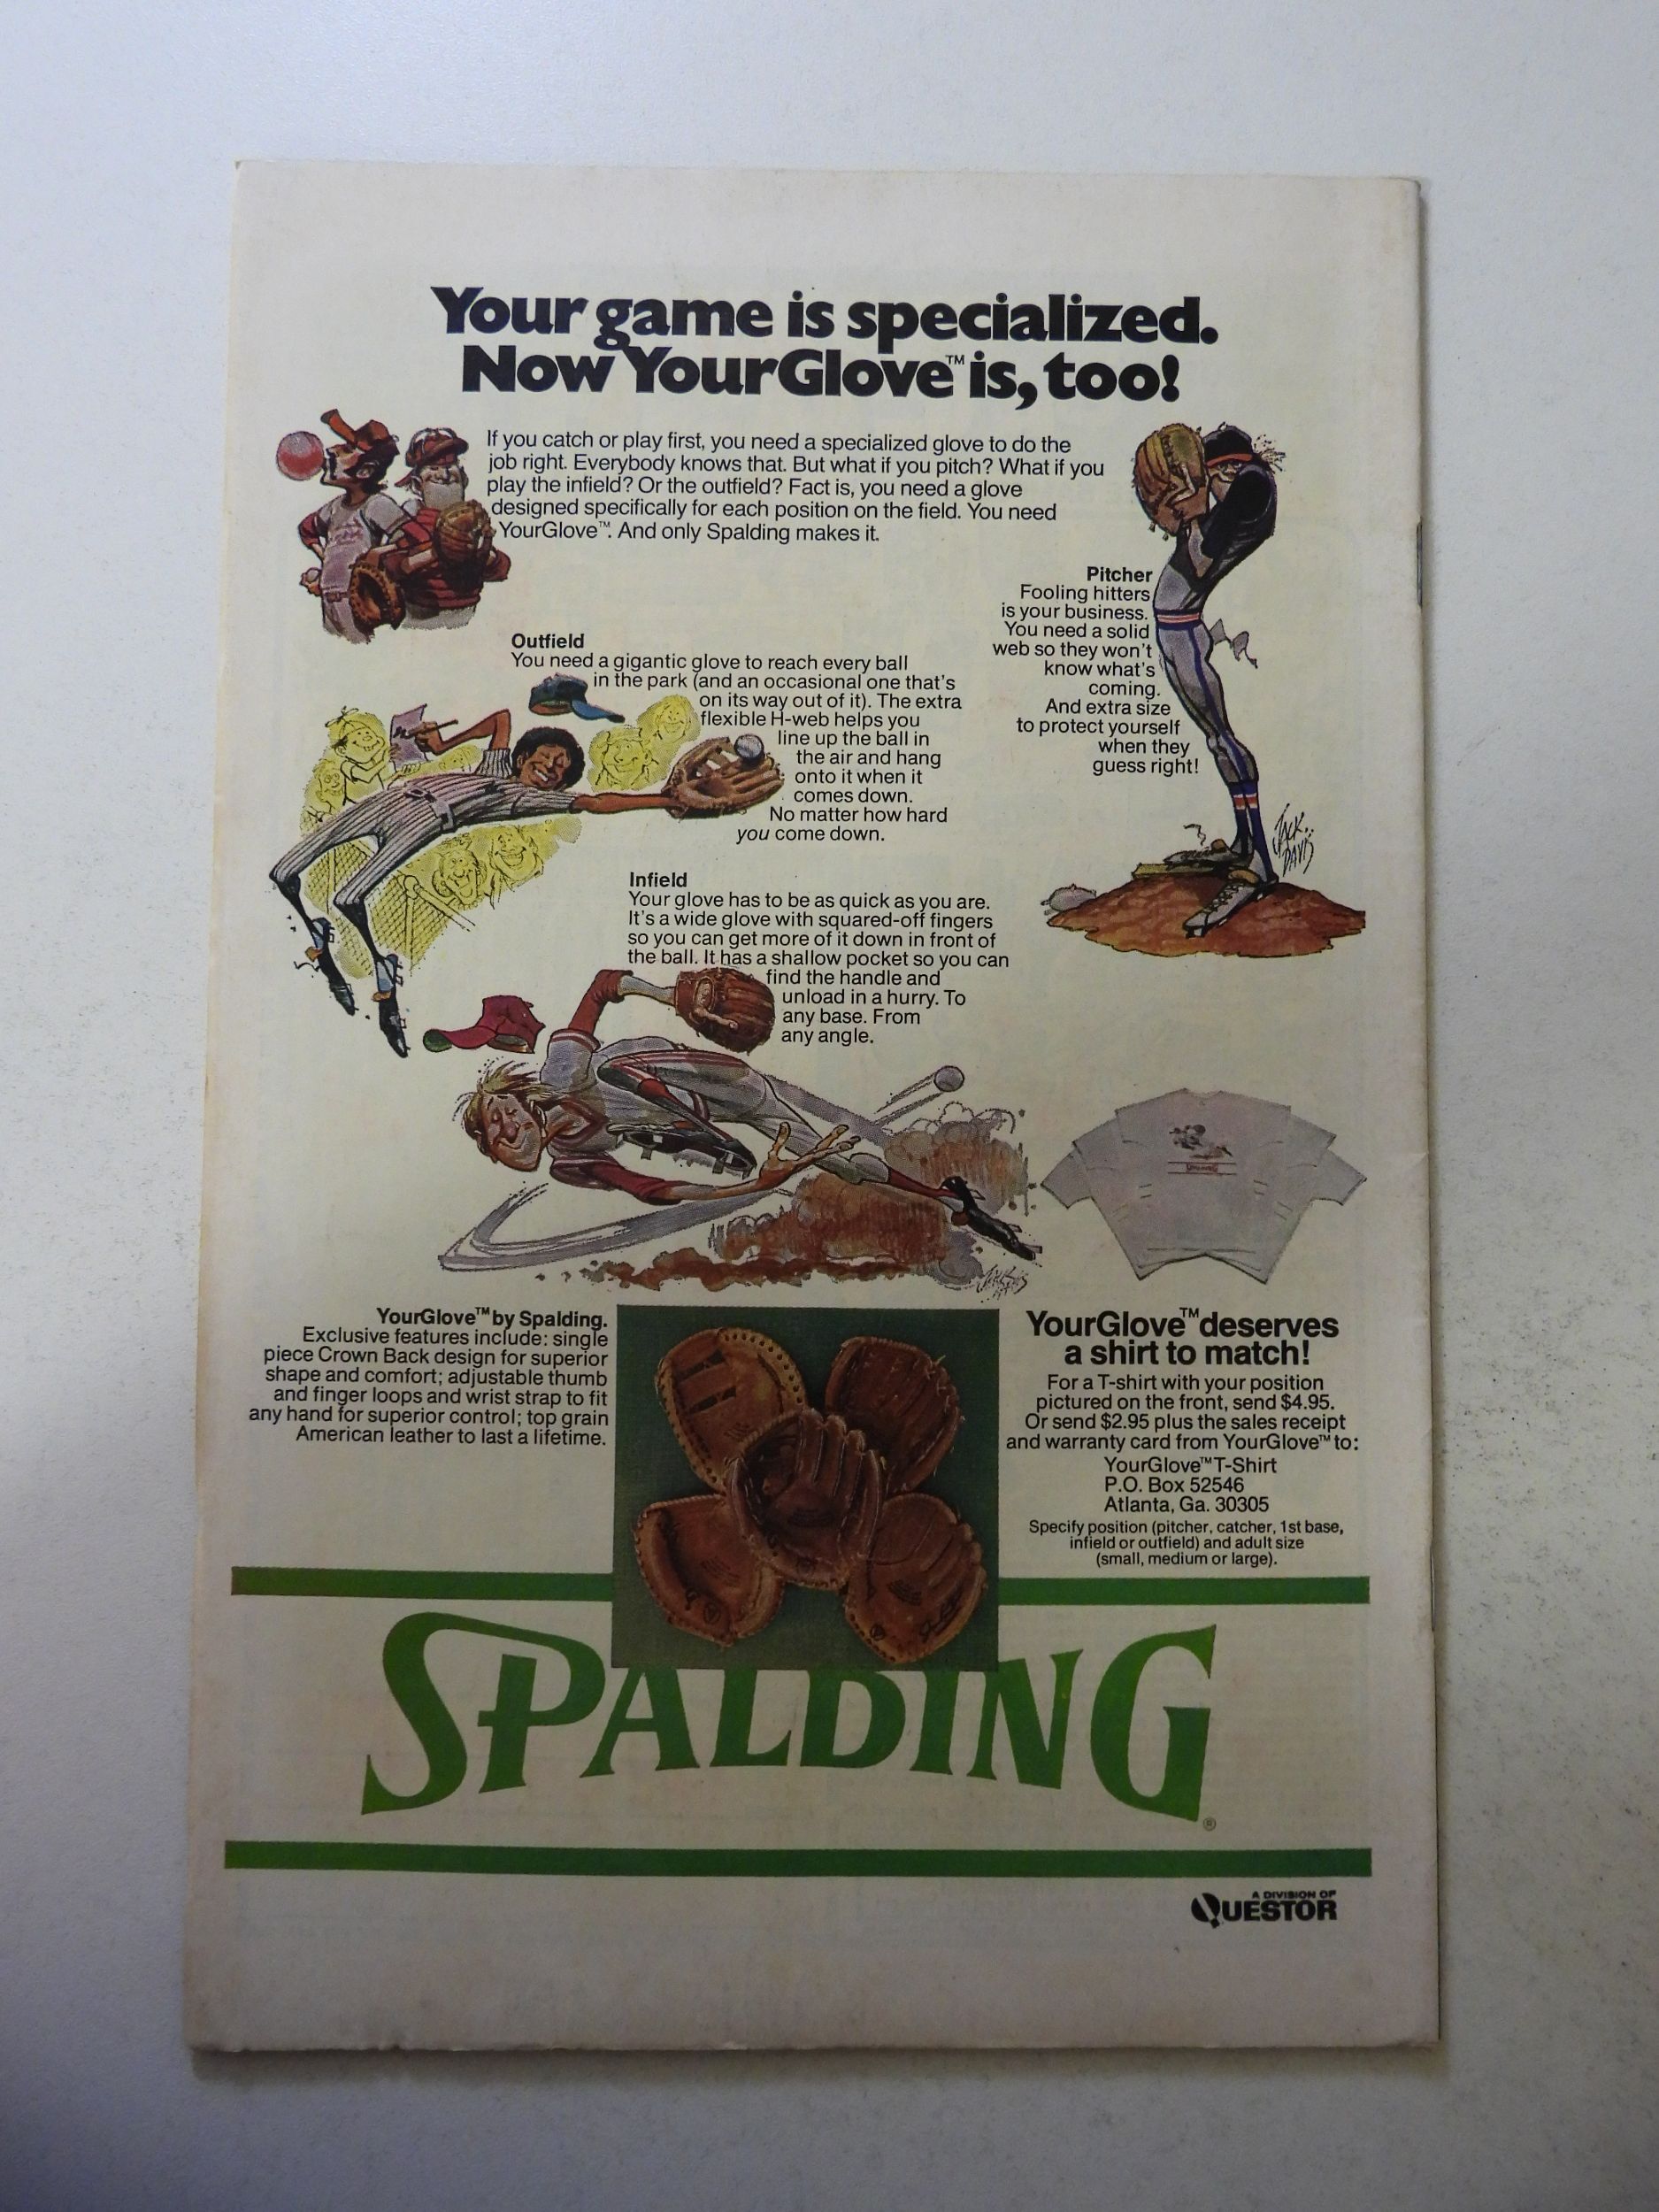 Your game is specialized.
Now YourGlove™ is, too!
If you catch or play first, you need a specialized glove to do the
job right. Everybody knows that. But what if you pitch? What if you
play the infield? Or the outfield? Fact is, you need a glove
designed specifically for each position on the field. You need
YourGlove™. And only Spalding makes it.
Pitcher
Fooling hitters
is your business.
You need a solid
web so they won't
know what's
coming.
And extra size
to protect yourself
when they
guess right!
JACK
DAVIS
Outfield
You need a gigantic glove to reach every ball
in the park (and an occasional one that's
on its way out of it). The extra
flexible H-web helps you
line up the ball in
the air and hang
onto it when it
comes down.
No matter how hard
you come down.
Infield
Your glove has to be as quick as you are.
It's a wide glove with squared-off fingers
so you can get more of it down in front of
the ball. It has a shallow pocket so you can
find the handle and
unload in a hurry. To
any base. From
any angle.
YourGlove™ by Spalding.
Exclusive features include: single
piece Crown Back design for superior
shape and comfort; adjustable thumb
and finger loops and wrist strap to fit
any hand for superior control; top grain
American leather to last a lifetime.
YourGlove™ deserves
a shirt to match!
For a T-shirt with your position
pictured on the front, send $4.95.
Or send $2.95 plus the sales receipt
and warranty card from YourGlove™ to:
YourGlove™ T-Shirt
P.O. Box 52546
Atlanta, Ga. 30305
Specify position (pitcher, catcher, 1st base,
infield or outfield) and adult size
(small, medium or large).
SPALDING®
A DIVISION OF
QUESTOR